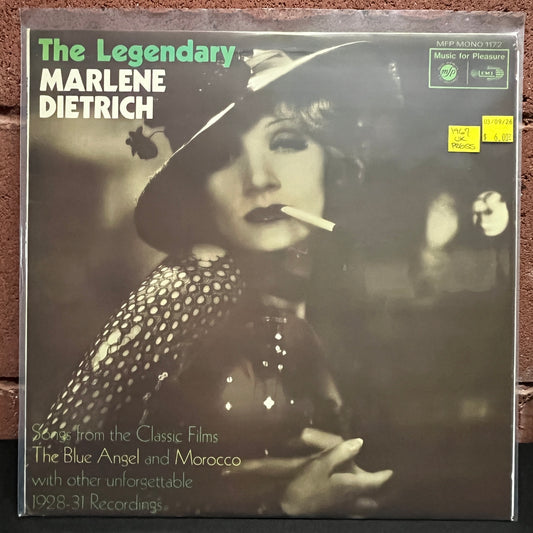 The Legendary
MARLENE
DIETRICH
MFP MONO 1172
Music for Pleasure
mfp
EMI
1967
UK
PRESS
03/09/24
$ 6.00
Songs from the Classic Films
The Blue Angel and Morocco
with other unforgettable
1928-31 Recordings